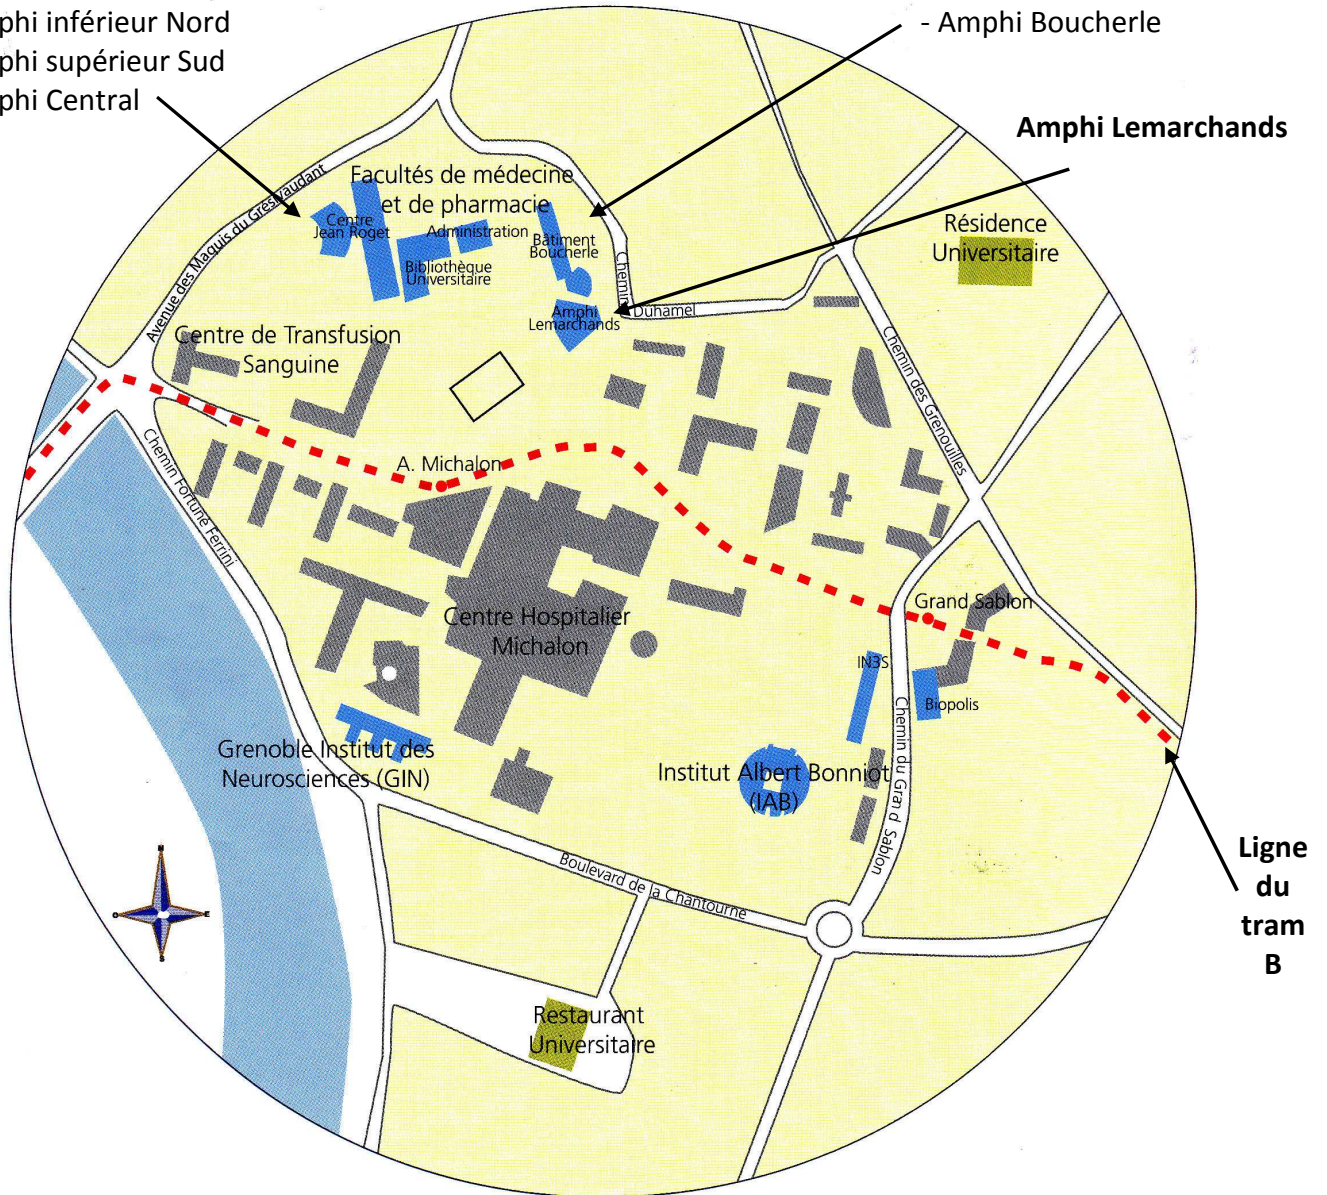 phi inférieur Nord
phi supérieur Sud
phi Central
- Amphi Boucherle
Amphi Lemarchands
Facultés de médecine
et de pharmacie
Avenue des Maquis du Grésivaudant
Centre
Jean Roget
Administration
Bibliothèque
Universitaire
Bâtiment
Boucherle
Chemin
Duhamel
Amphi
Lemarchands
Résidence
Universitaire
Centre de Transfusion
Sanguine
Chemin des Grenouilles
A. Michalon
Chemin Fortuné Ferrini
Centre Hospitalier
Michalon
Grand Sablon
IN3S
Biopolis
Chemin du Grand Sablon
Grenoble Institut des
Neurosciences (GIN)
Institut Albert Bonniot
(IAB)
Boulevard de la Chantourne
Ligne
du
tram
B
N
O
E
S
Restaurant
Universitaire